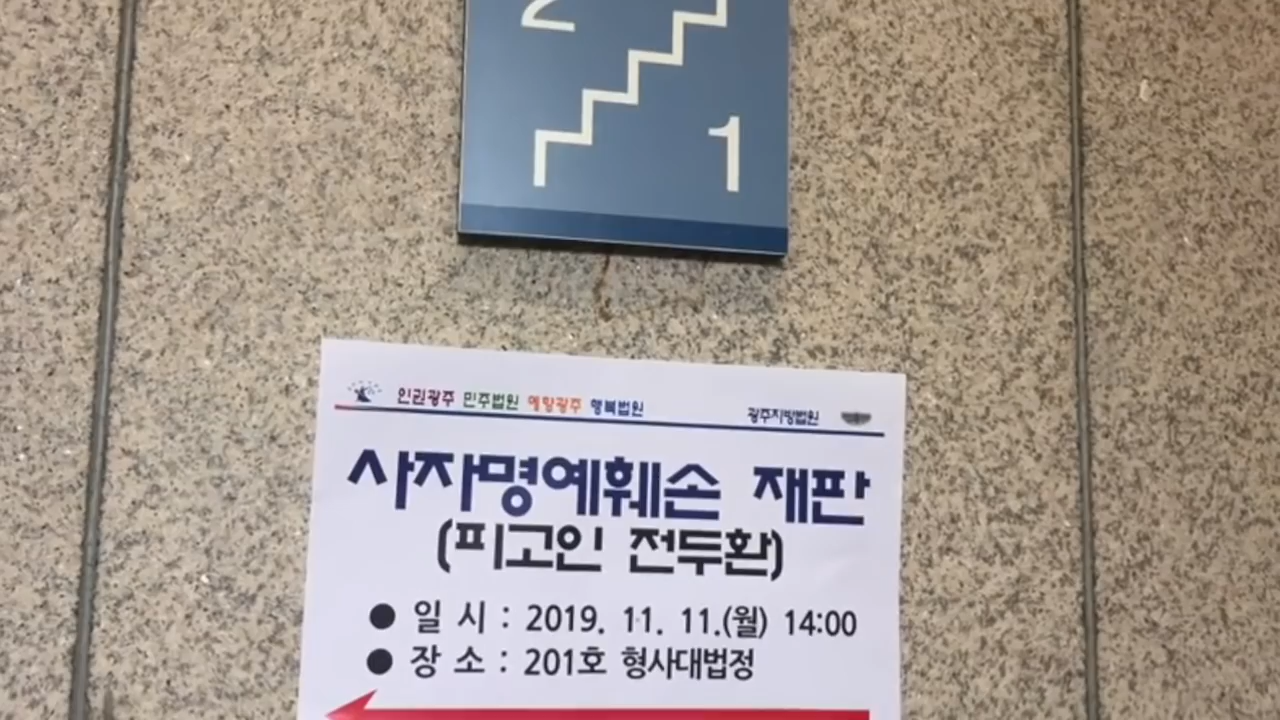 2
1
인권광주 민주법원 예향광주 행복법원 광주지방법원
사자명예훼손 재판
(피고인 전두환)
● 일 시 : 2019. 11. 11.(월) 14:00
● 장 소 : 201호 형사대법정